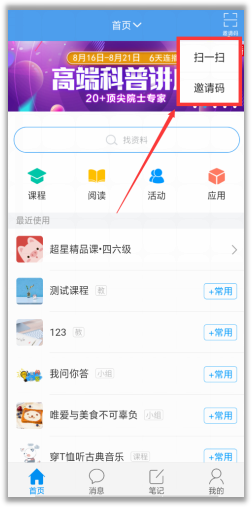 首页
邀请码
8月16日-8月21日 6天连播
高端科普讲
20+顶尖院士专家
扫一扫
邀请码
找资料
课程 阅读 活动 应用
最近使用
超星精品课•四六级
测试课程 教 +常用
123 教 +常用
我问你答 小组 +常用
唯爱与美食不可辜负 小组 +常用
穿T恤听古典音乐 课程 +常用
首页 消息 笔记 我的